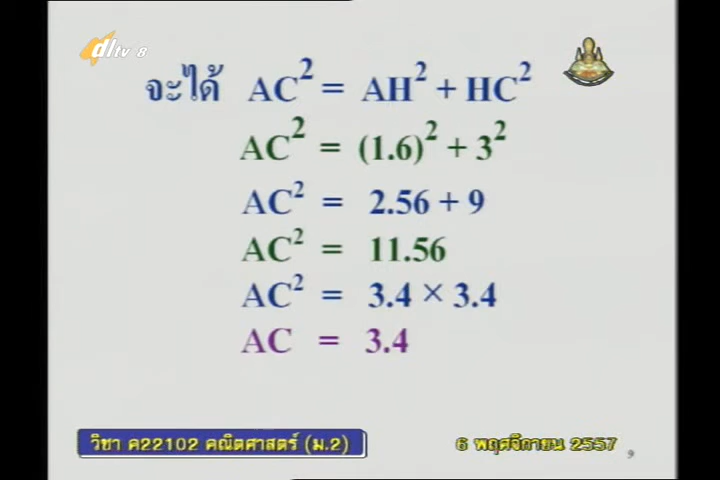 dltv 8
จะได้ AC² = AH² + HC²
AC² = (1.6)² + 3²
AC² = 2.56 + 9
AC² = 11.56
AC² = 3.4 × 3.4
AC = 3.4
วิชา ค22102 คณิตศาสตร์ (ม.2)
6 พฤศจิกายน 2557
9